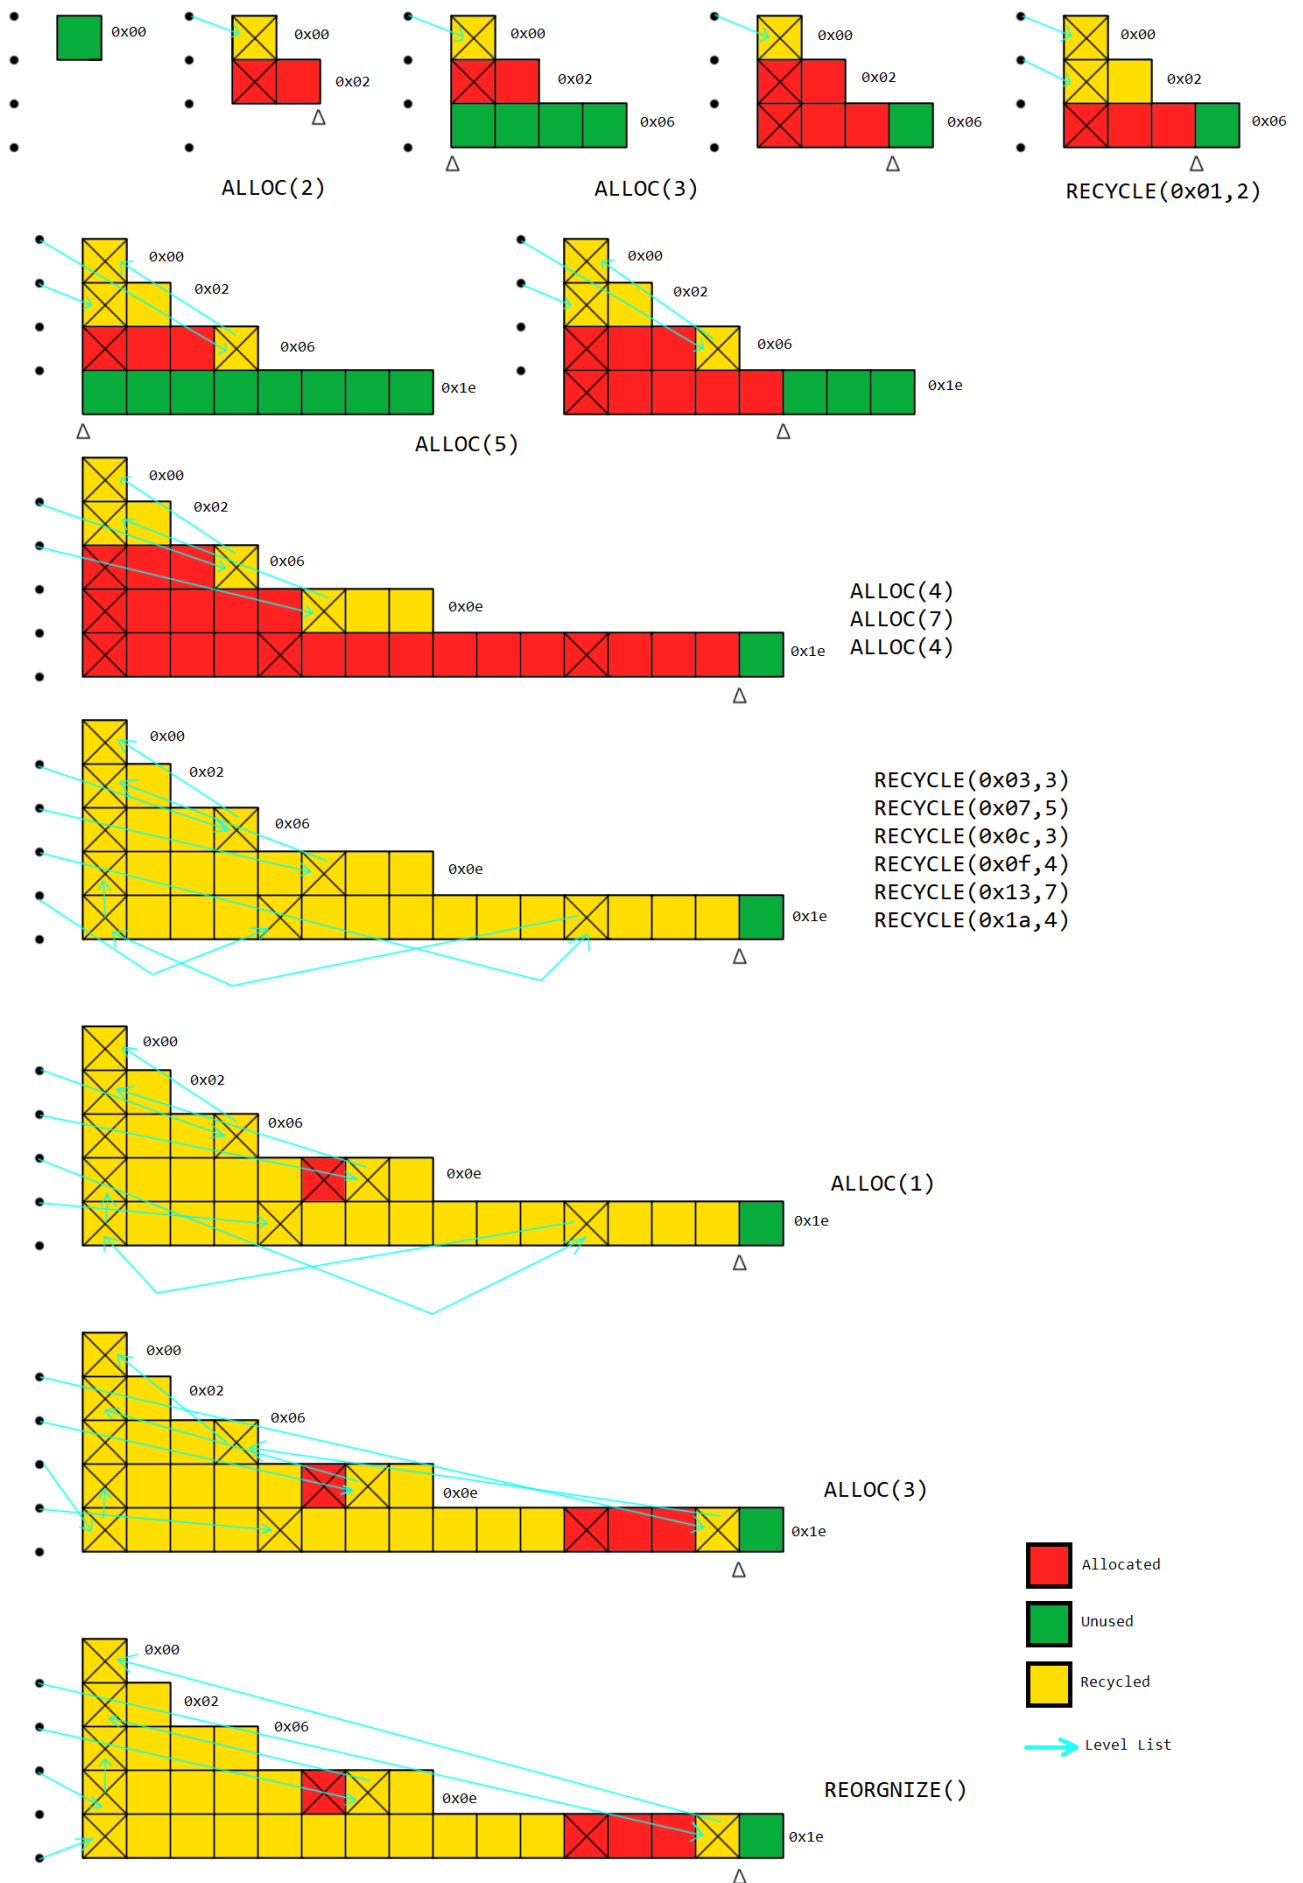 0x00
0x00
0x02
ALLOC(2)
0x00
0x02
0x06
ALLOC(3)
0x00
0x02
0x06
0x00
0x02
0x06
RECYCLE(0x01,2)
0x00
0x02
0x06
0x1e
ALLOC(5)
0x00
0x02
0x06
0x1e
0x00
0x02
0x06
0x0e
0x1e
ALLOC(4)
ALLOC(7)
ALLOC(4)
0x00
0x02
0x06
0x0e
0x1e
RECYCLE(0x03,3)
RECYCLE(0x07,5)
RECYCLE(0x0c,3)
RECYCLE(0x0f,4)
RECYCLE(0x13,7)
RECYCLE(0x1a,4)
0x00
0x02
0x06
0x0e
0x1e
ALLOC(1)
0x00
0x02
0x06
0x0e
0x1e
ALLOC(3)
Allocated
Unused
Recycled
Level List
0x00
0x02
0x06
0x0e
0x1e
REORGNIZE()